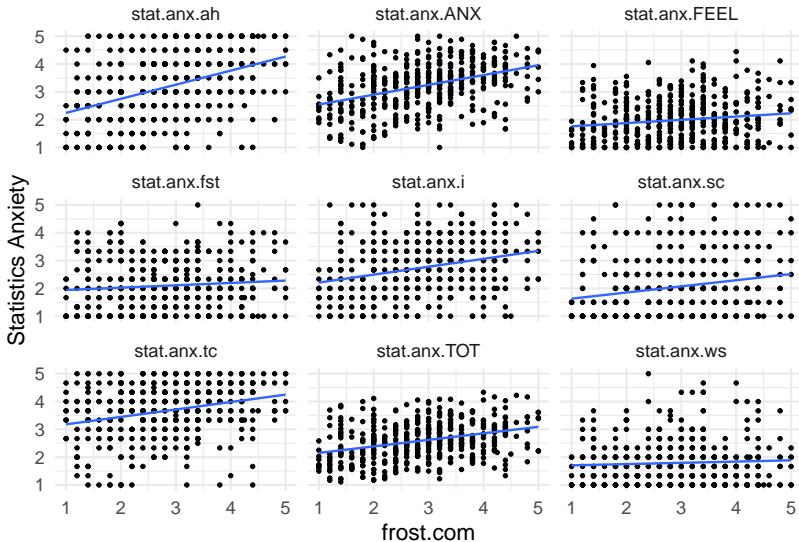 stat.anx.ah stat.anx.ANX stat.anx.FEEL
5
4
3
2
1
stat.anx.fst stat.anx.i stat.anx.sc
5
4
3
2
1
stat.anx.tc stat.anx.TOT stat.anx.ws
5
4
3
2
1
1 2 3 4 5 1 2 3 4 5 1 2 3 4 5
frost.com
Statistics Anxiety